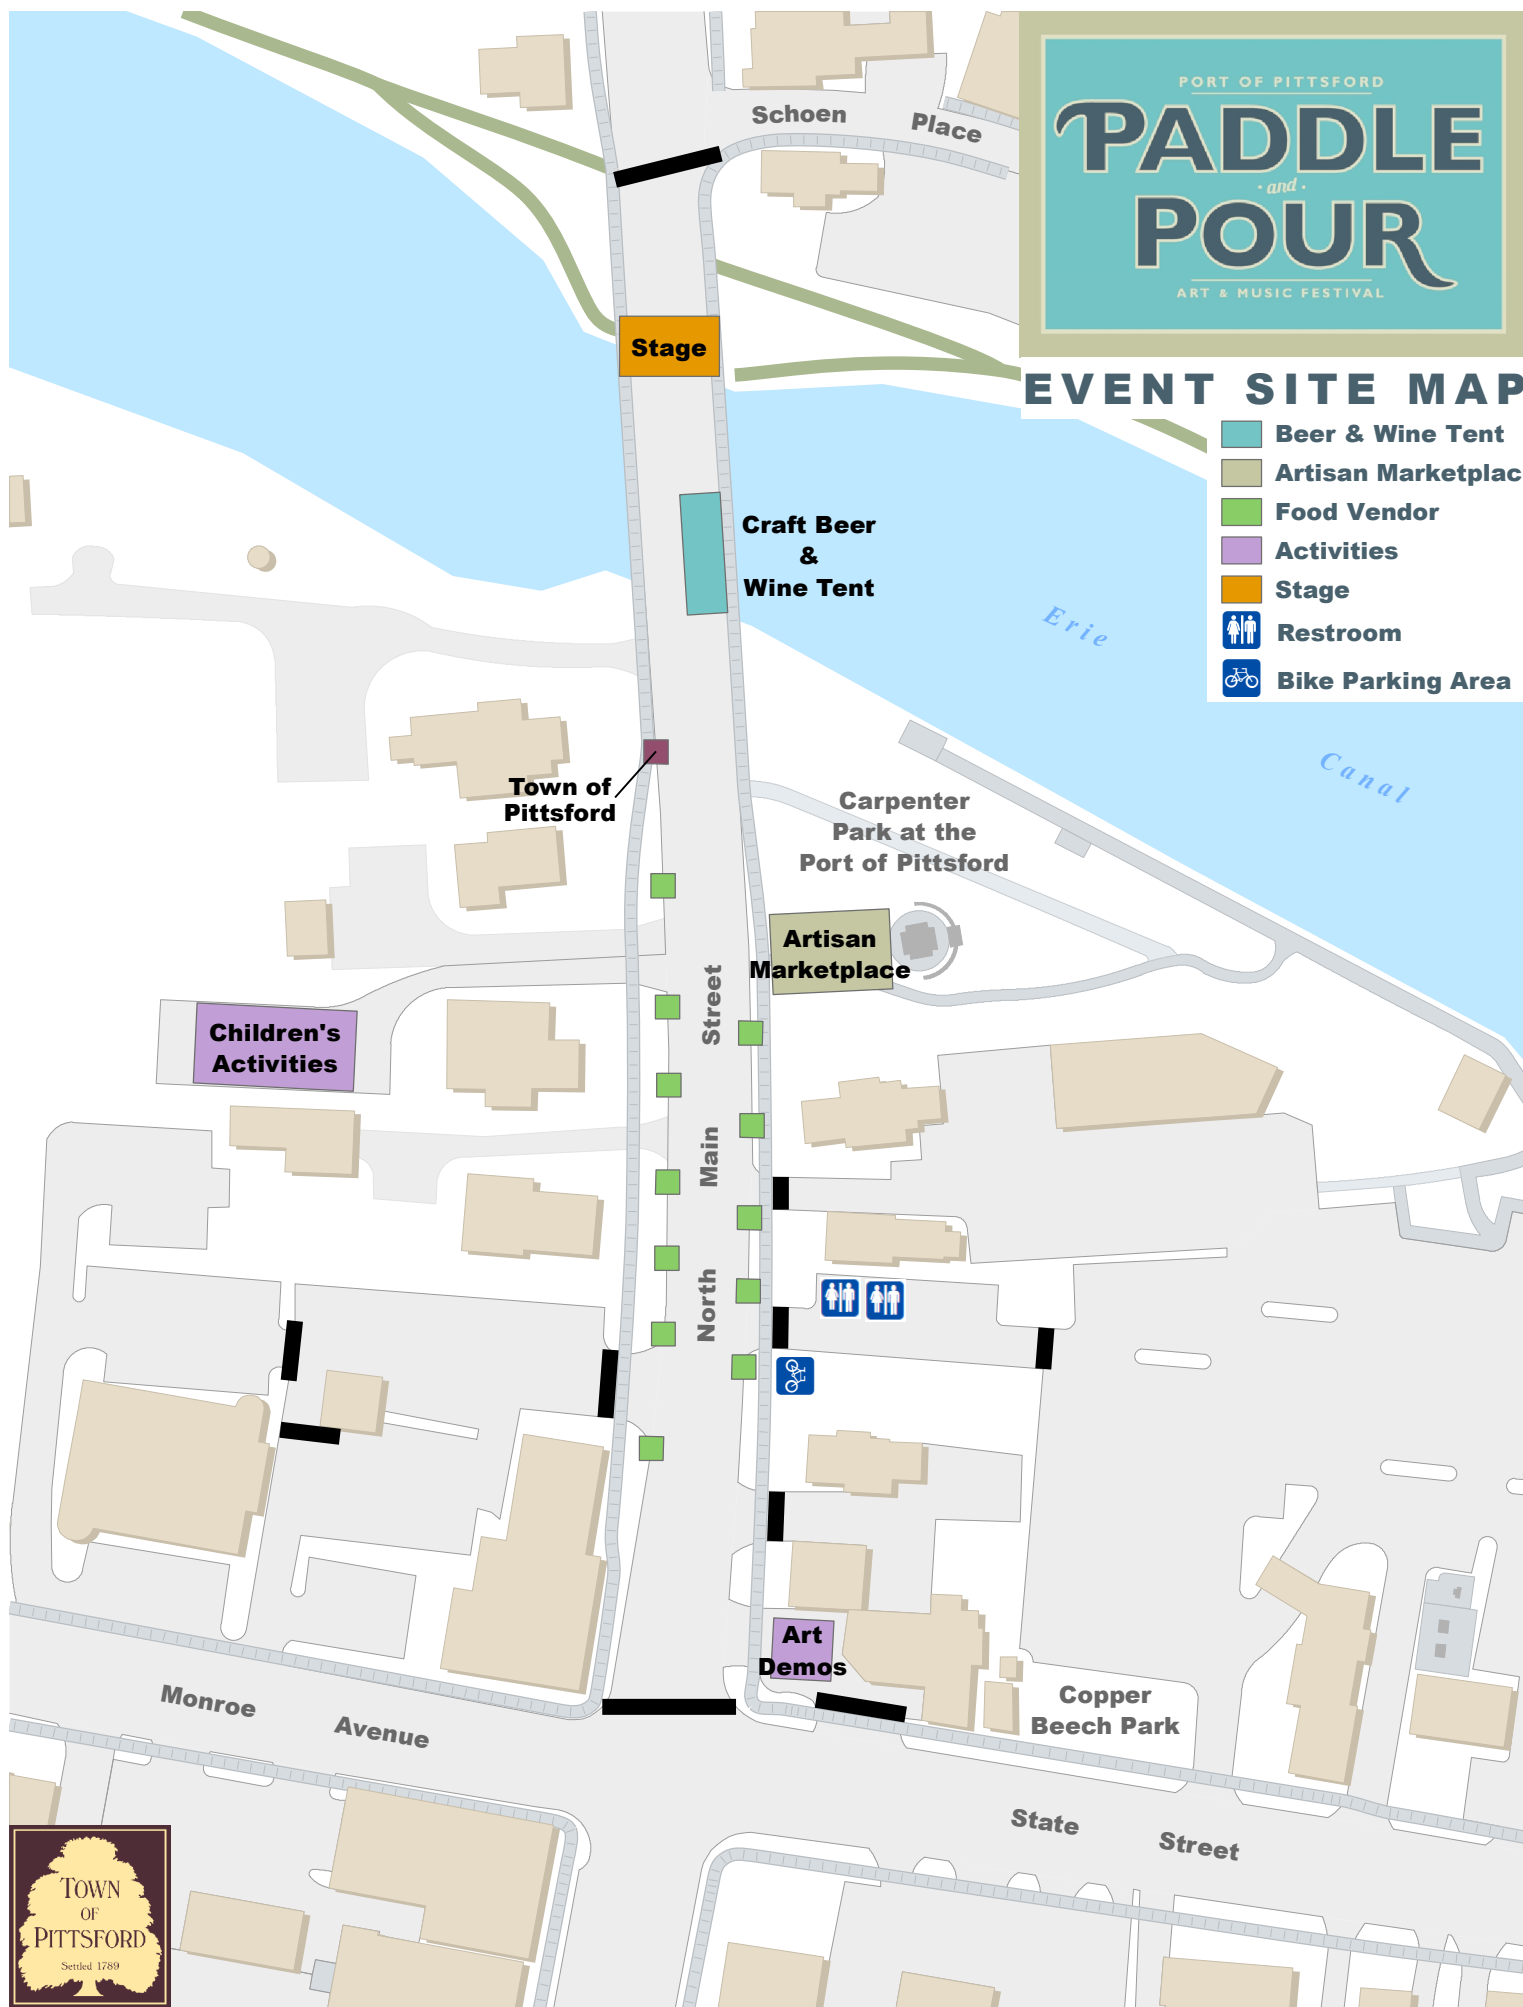 PORT OF PITTSFORD
PADDLE
· and ·
POUR
ART & MUSIC FESTIVAL
EVENT SITE MAP
Beer & Wine Tent
Artisan Marketplac
Food Vendor
Activities
Stage
Restroom
Bike Parking Area
Schoen Place
Stage
Craft Beer
&
Wine Tent
Erie
Canal
Town of
Pittsford
Carpenter
Park at the
Port of Pittsford
Artisan
Marketplace
Children's
Activities
North Main Street
Art
Demos
Copper
Beech Park
Monroe Avenue
State Street
TOWN
OF
PITTSFORD
Settled 1789